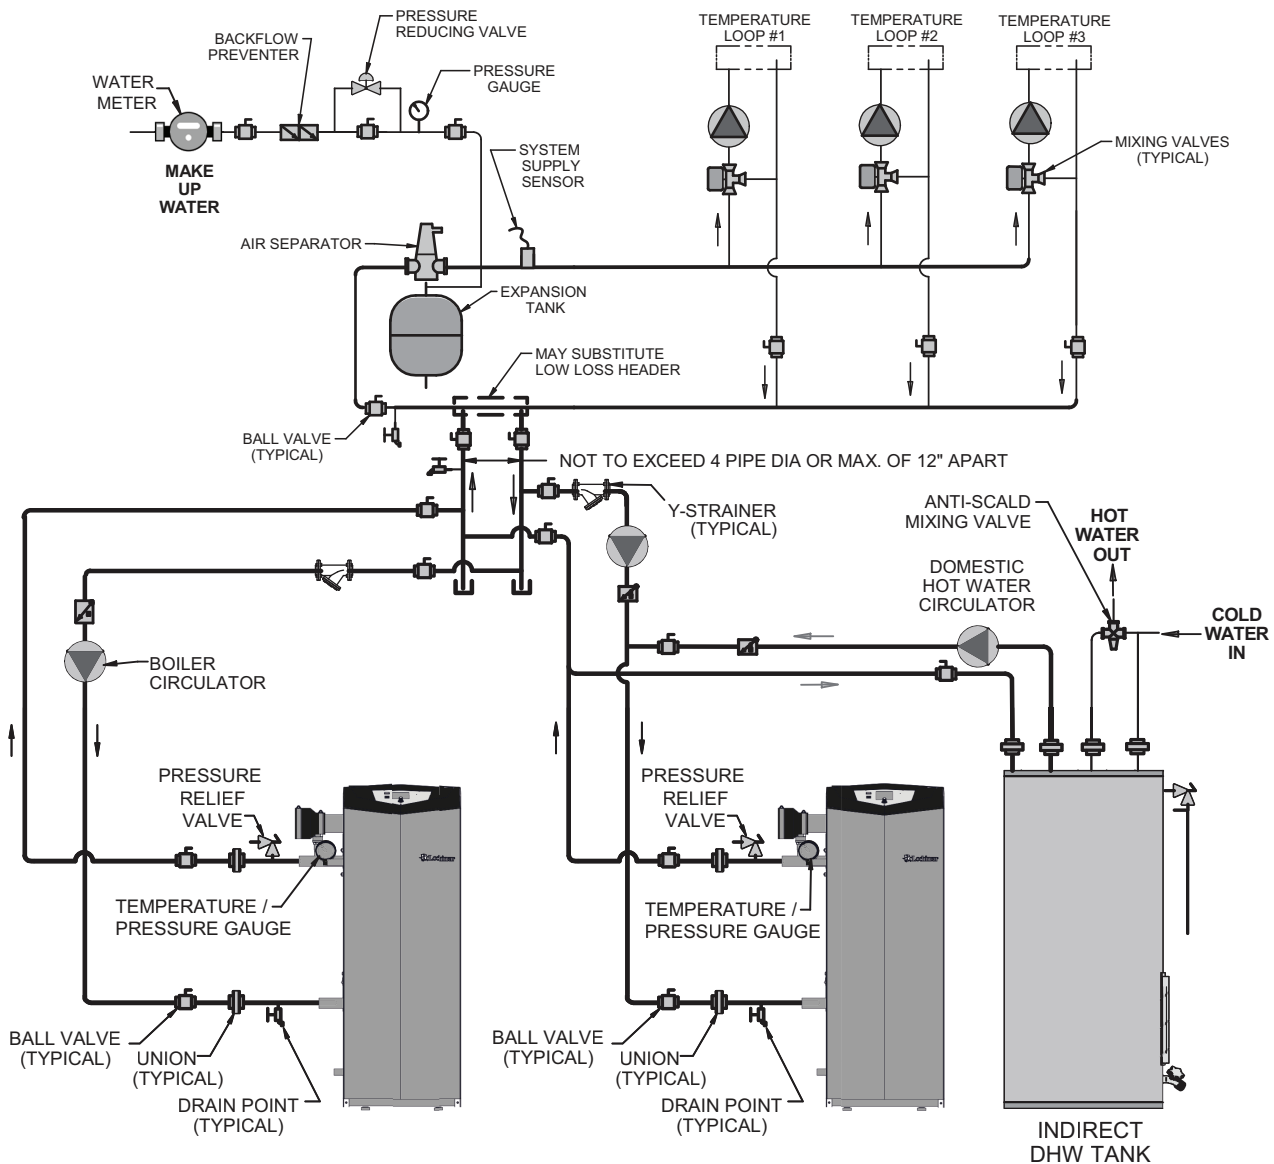 PRESSURE
REDUCING VALVE
BACKFLOW
PREVENTER
PRESSURE
GAUGE
WATER
METER
MAKE
UP
WATER
SYSTEM
SUPPLY
SENSOR
TEMPERATURE
LOOP #1
TEMPERATURE
LOOP #2
TEMPERATURE
LOOP #3
MIXING VALVES
(TYPICAL)
AIR SEPARATOR
EXPANSION
TANK
MAY SUBSTITUTE
LOW LOSS HEADER
BALL VALVE
(TYPICAL)
NOT TO EXCEED 4 PIPE DIA OR MAX. OF 12" APART
Y-STRAINER
(TYPICAL)
ANTI-SCALD
MIXING VALVE
HOT
WATER
OUT
DOMESTIC
HOT WATER
CIRCULATOR
COLD
WATER
IN
BOILER
CIRCULATOR
PRESSURE
RELIEF
VALVE
PRESSURE
RELIEF
VALVE
Lochinvar
Lochinvar
TEMPERATURE /
PRESSURE GAUGE
TEMPERATURE /
PRESSURE GAUGE
BALL VALVE
(TYPICAL)
UNION
(TYPICAL)
DRAIN POINT
(TYPICAL)
BALL VALVE
(TYPICAL)
UNION
(TYPICAL)
DRAIN POINT
(TYPICAL)
INDIRECT
DHW TANK